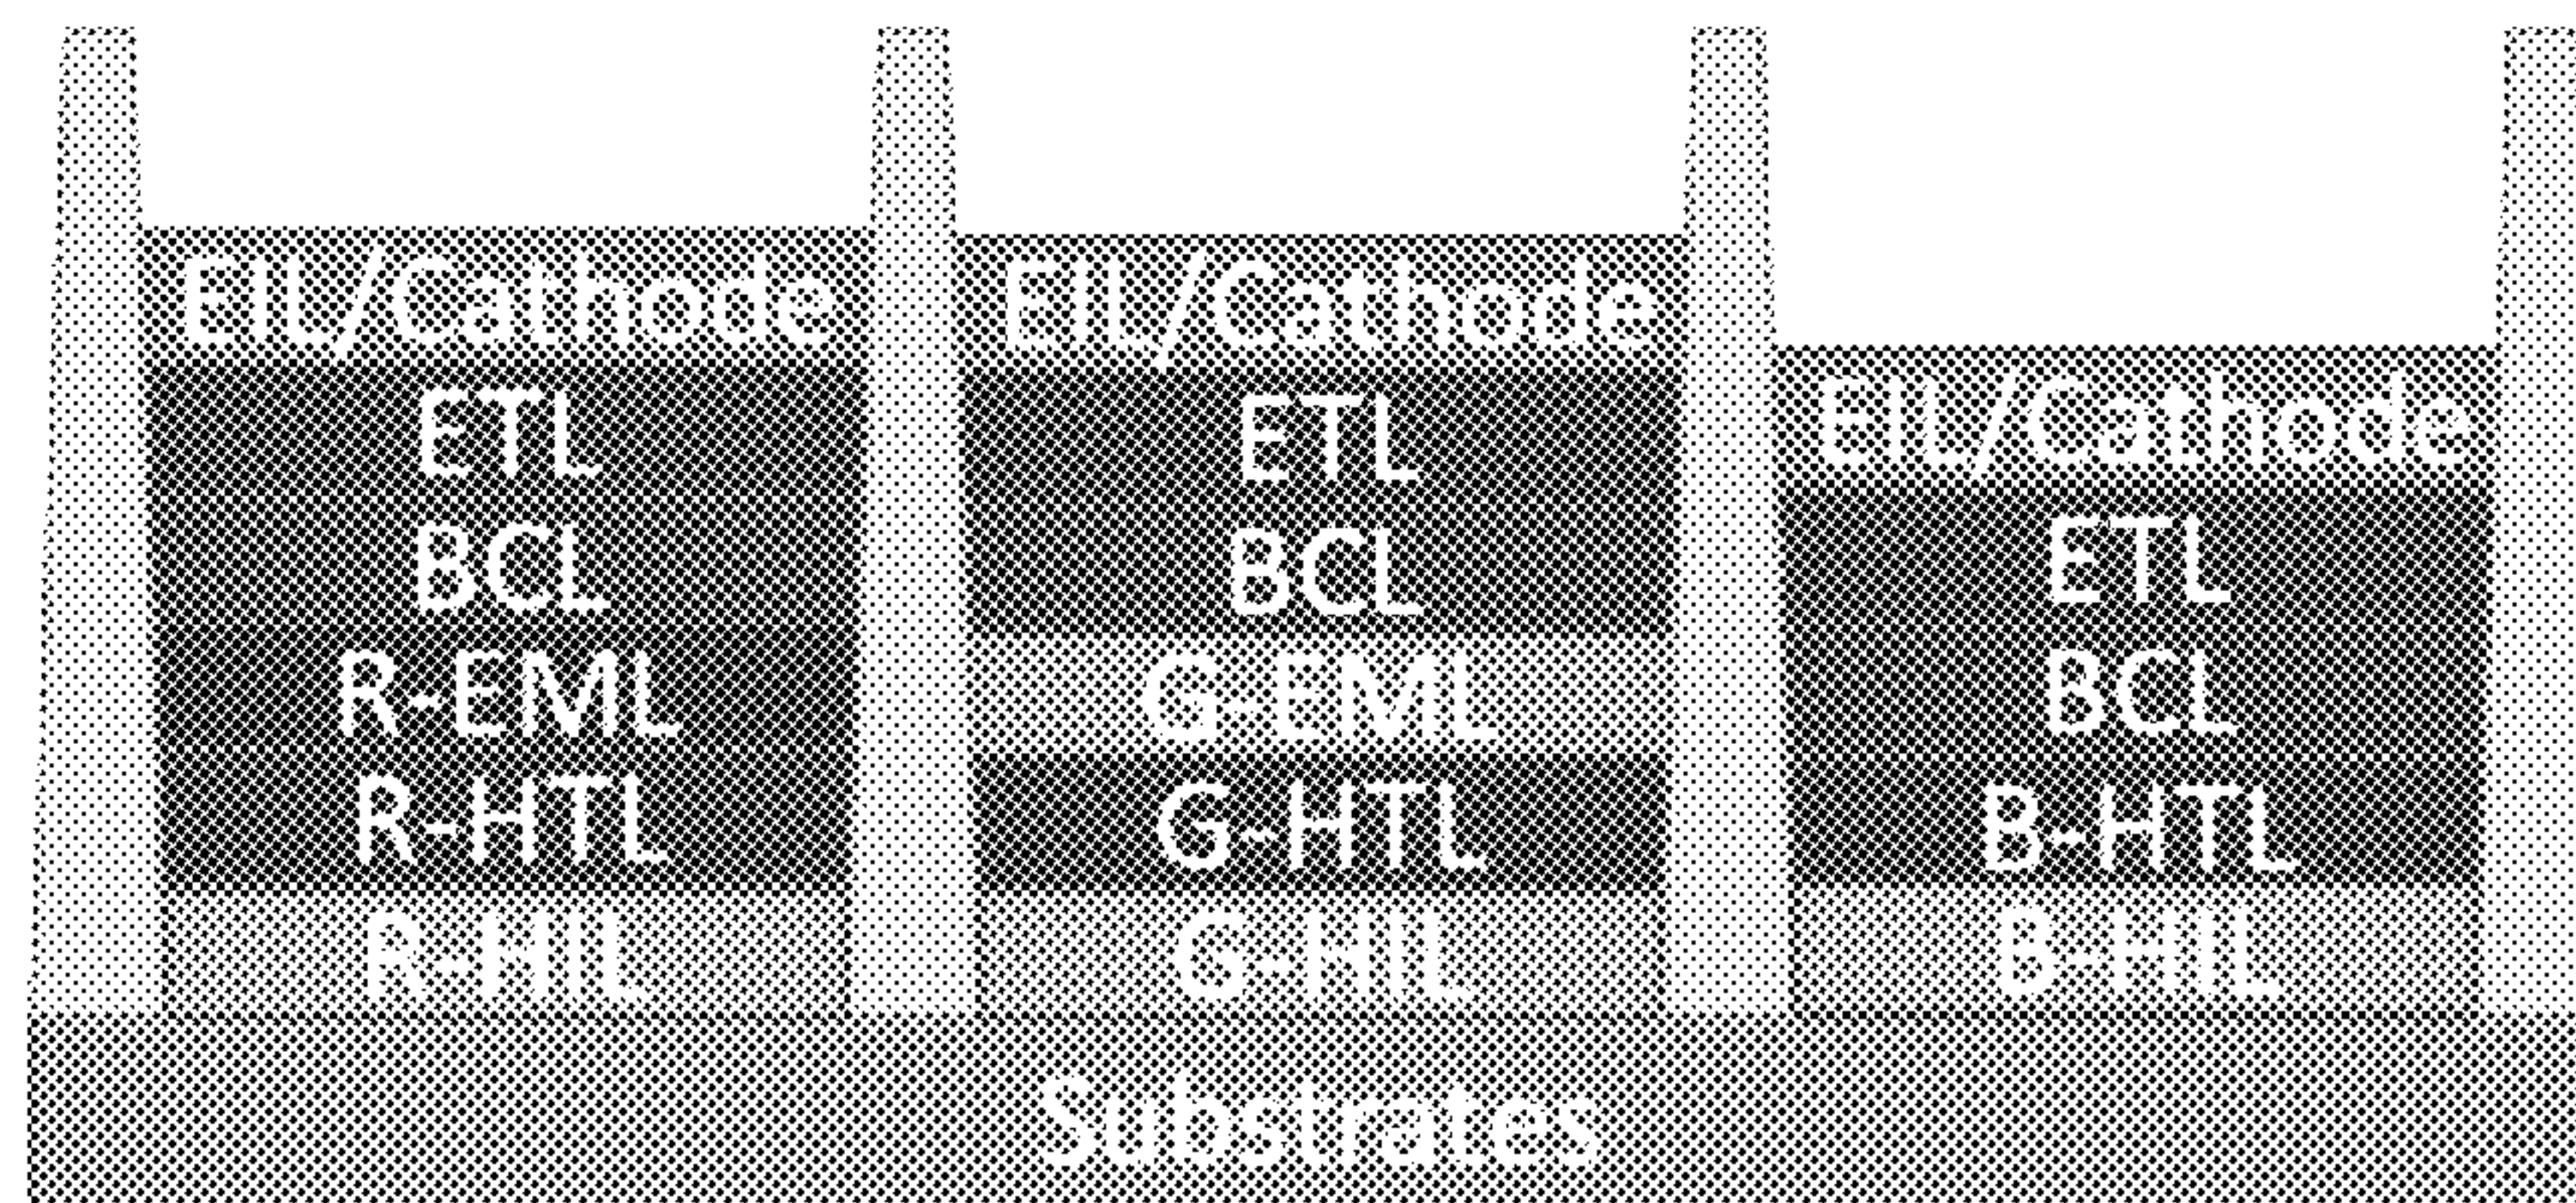 EIL/Cathode
ETL
BCL
R-EML
R-HTL
R-HIL
EIL/Cathode
ETL
BCL
G-EML
G-HTL
G-HIL
EIL/Cathode
ETL
BCL
B-HTL
B-HIL
Substrates